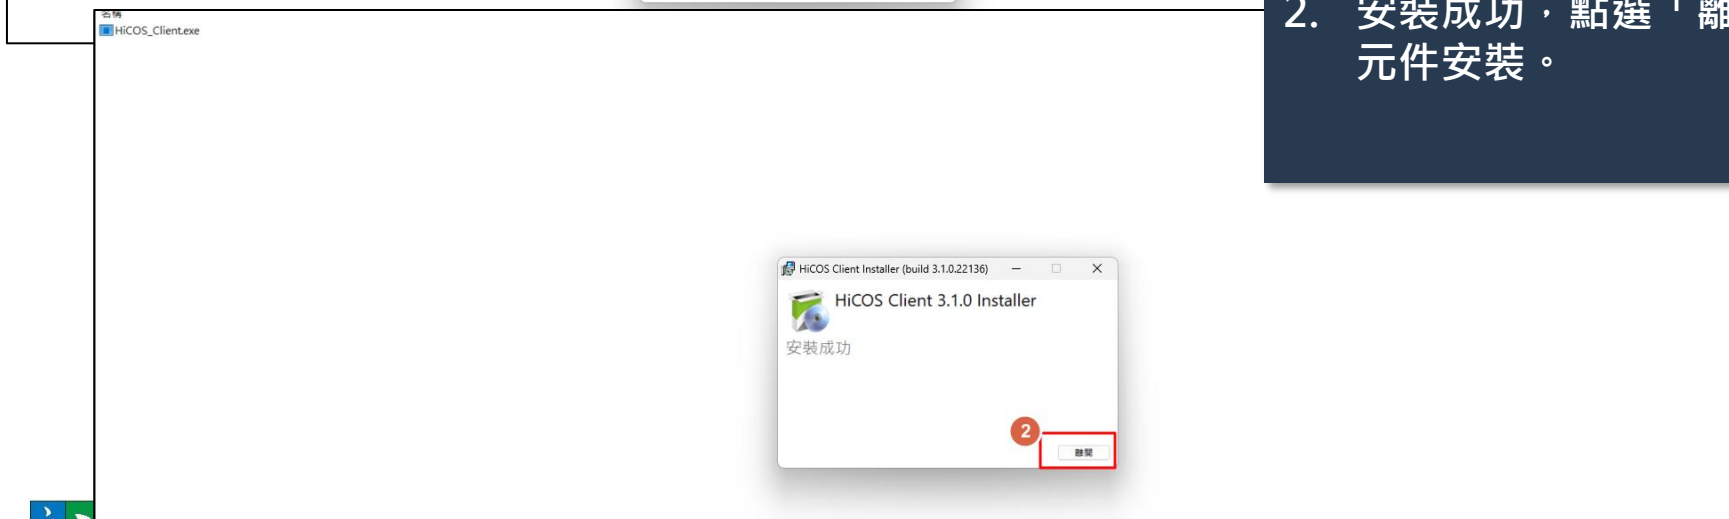 名稱
HiCOS_Client.exe
2. 安裝成功，點選「離
元件安裝。
HiCOS Client Installer (build 3.1.0.22136)
HiCOS Client 3.1.0 Installer
安裝成功
2
離開